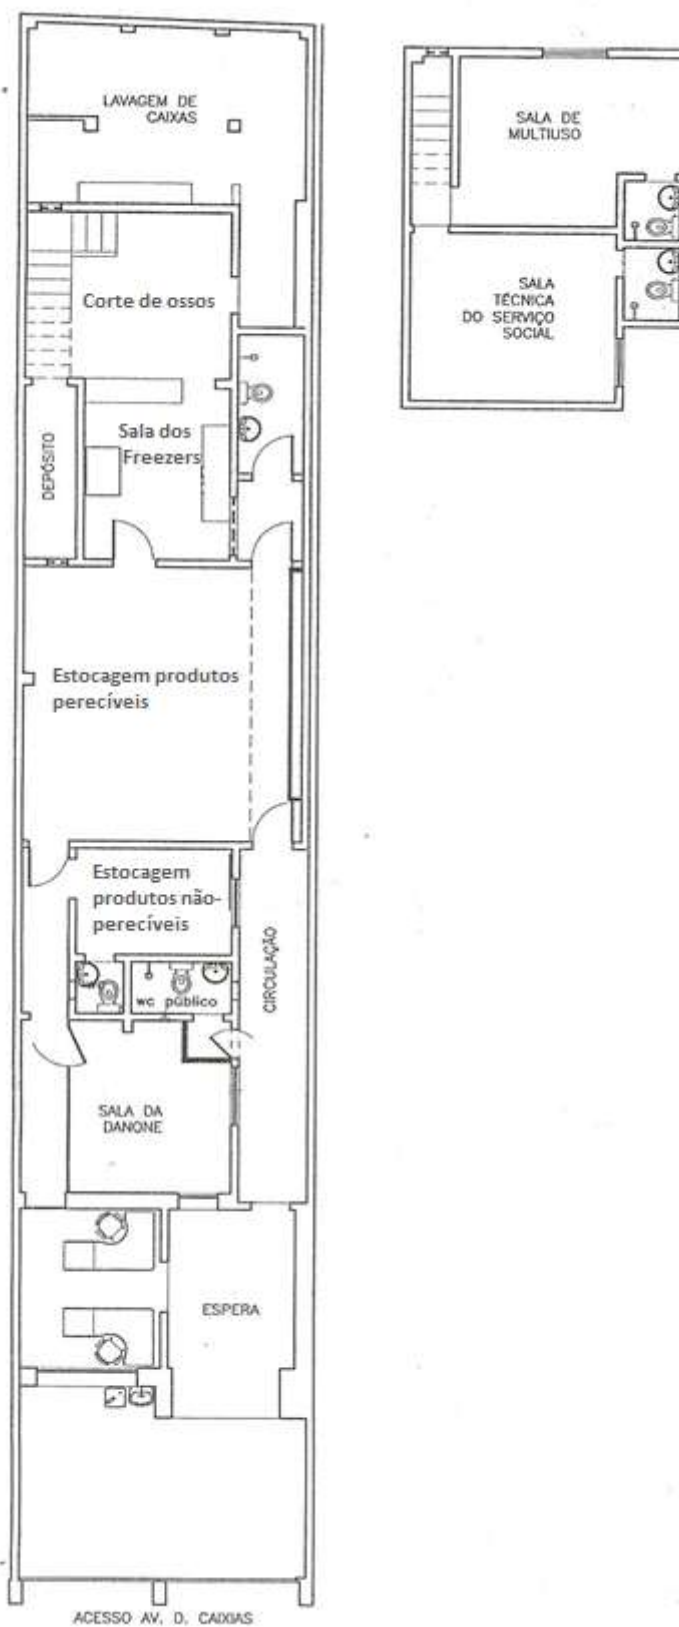 LAVAGEM DE
CAIXAS
Corte de ossos
DEPÓSITO
Sala dos
Freezers
Estocagem produtos
perecíveis
Estocagem
produtos não-
perecíveis
wc público
CIRCULAÇÃO
SALA DA
DANONE
ESPERA
ACESSO AV. D. CAIXIAS
SALA DE
MULTIUSO
SALA
TÉCNICA
DO SERVIÇO
SOCIAL